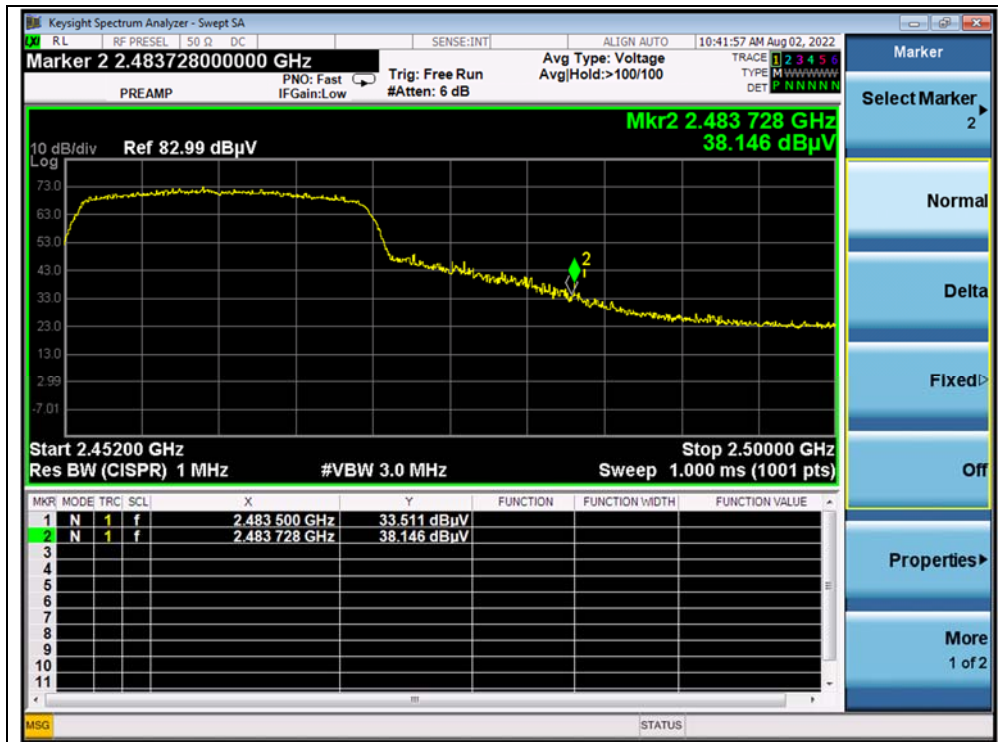 Keysight Spectrum Analyzer - Swept SA
LXI RL RF PRESEL 50 Ω DC SENSE:INT ALIGN AUTO 10:41:57 AM Aug 02, 2022
Marker 2 2.483728000000 GHz
PREAMP
PNO: Fast
IFGain:Low
Trig: Free Run
#Atten: 6 dB
Avg Type: Voltage
Avg|Hold:>100/100
TRACE 1 2 3 4 5 6
TYPE M WWWWW
DET P N N N N N
Mkr2 2.483 728 GHz
38.146 dBµV
10 dB/div Ref 82.99 dBµV
Log
73.0
63.0
53.0
43.0
33.0
23.0
13.0
2.99
-7.01
2
1
Start 2.45200 GHz Stop 2.50000 GHz
Res BW (CISPR) 1 MHz #VBW 3.0 MHz Sweep 1.000 ms (1001 pts)
MKR MODE TRC SCL X Y FUNCTION FUNCTION WIDTH FUNCTION VALUE
1 N 1 f 2.483 500 GHz 33.511 dBµV
2 N 1 f 2.483 728 GHz 38.146 dBµV
3
4
5
6
7
8
9
10
11
MSG STATUS
Marker
Select Marker
2
Normal
Delta
Fixed
Off
Properties
More
1 of 2